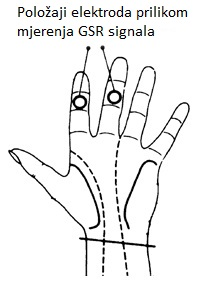 Položaji elektroda prilikom
mjerenja GSR signala